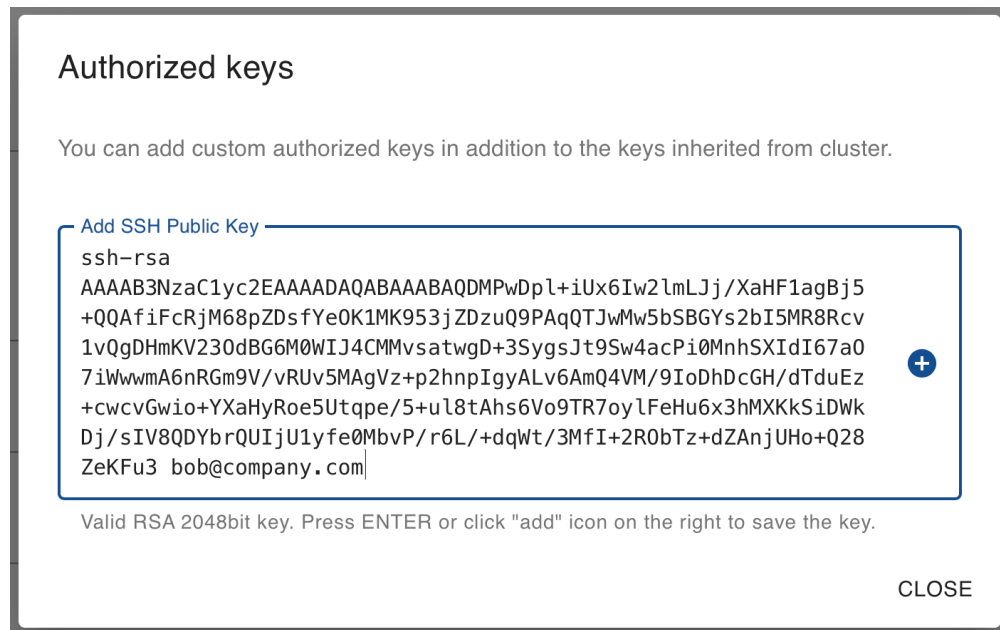 Authorized keys
You can add custom authorized keys in addition to the keys inherited from cluster.
Add SSH Public Key
ssh-rsa
AAAAB3NzaC1yc2EAAAADAQABAAABAQDMPwDpl+iUx6Iw2lmLJj/XaHF1agBj5
+QQAfiFcRjM68pZDsfYeOK1MK953jZDzuQ9PAqQTJwMw5bSBGYs2bI5MR8Rcv
1vQgDHmKV23OdBG6M0WIJ4CMMvsatwgD+3SygsJt9Sw4acPi0MnhSXIdI67aO
7iWwwmA6nRGm9V/vRUv5MAgVz+p2hnpIgyALv6AmQ4VM/9IoDhDcGH/dTduEz
+cwcvGwio+YXaHyRoe5Utqpe/5+ul8tAhs6Vo9TR7oylFeHu6x3hMXKkSiDWk
Dj/sIV8QDYbrQUIjU1yfe0MbvP/r6L/+dqWt/3MfI+2RObTz+dZAnjUHo+Q28
ZeKFu3 bob@company.com
Valid RSA 2048bit key. Press ENTER or click "add" icon on the right to save the key.
CLOSE